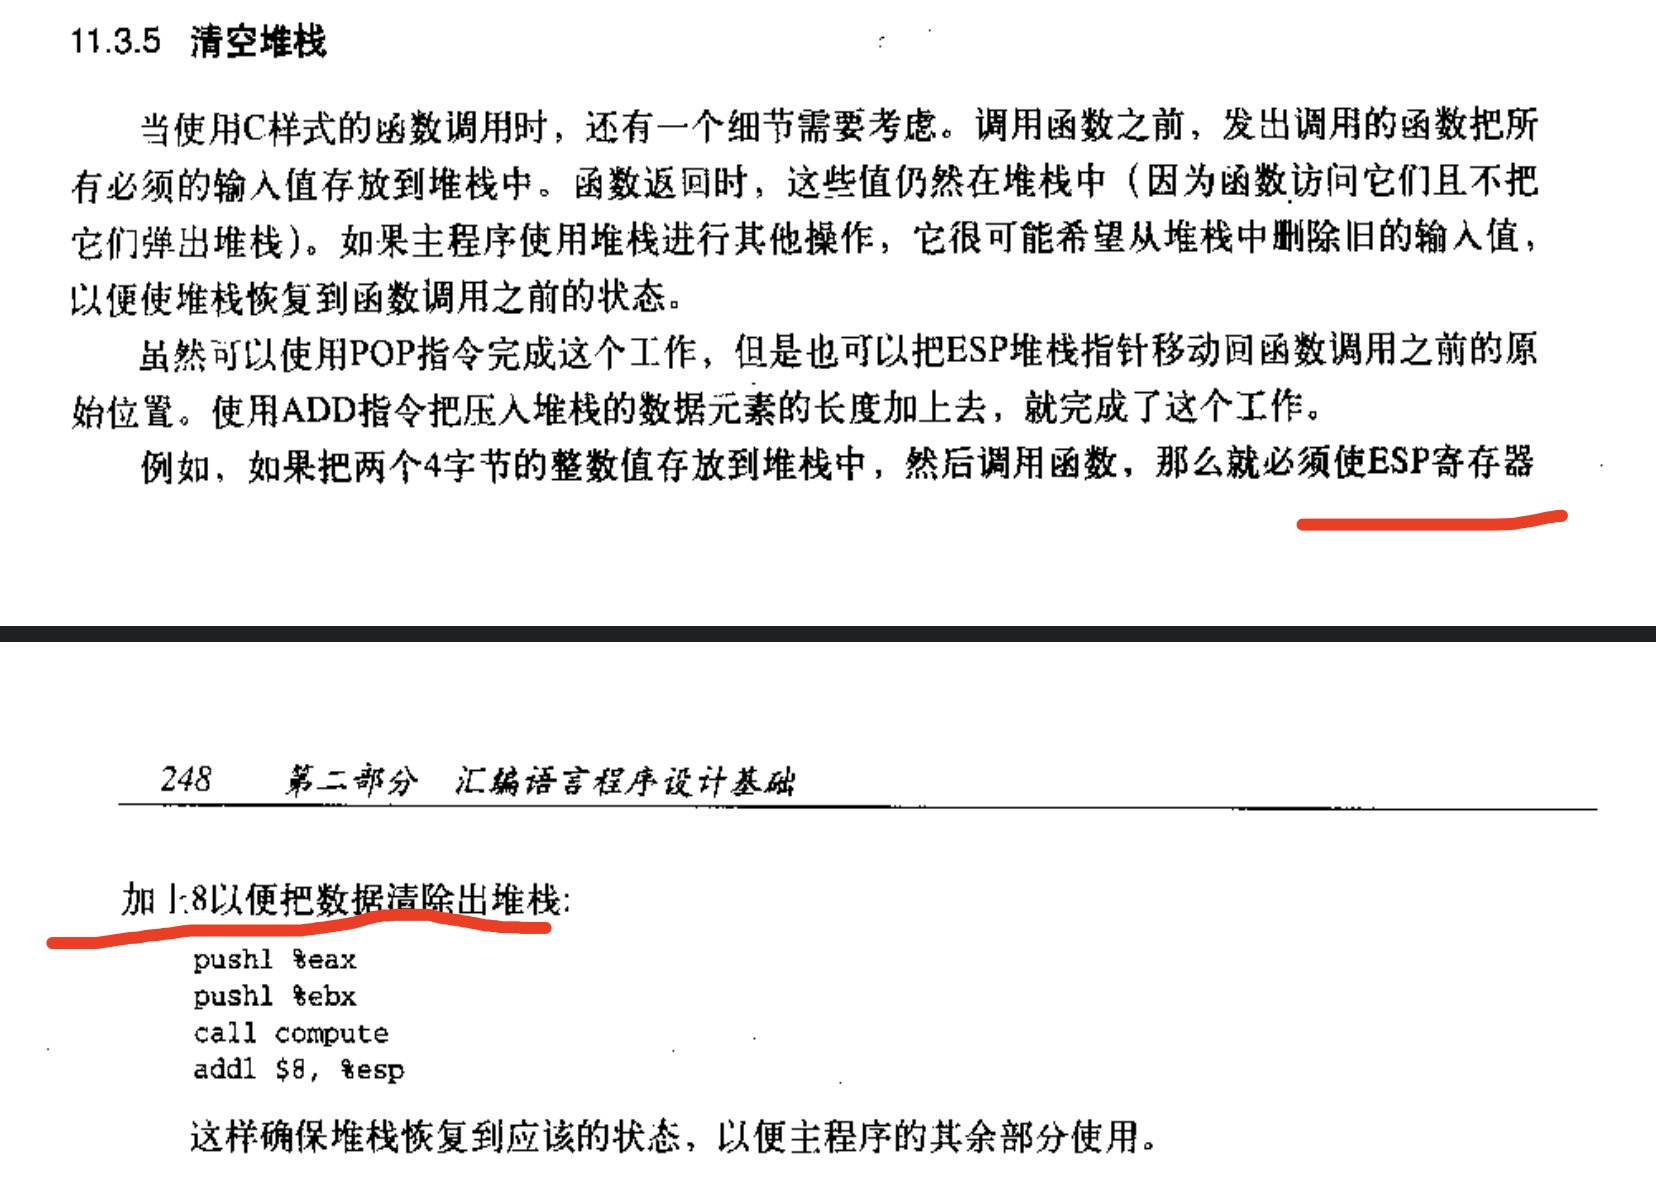 11.3.5 清空堆栈
当使用C样式的函数调用时，还有一个细节需要考虑。调用函数之前，发出调用的函数把所
有必须的输入值存放到堆栈中。函数返回时，这些值仍然在堆栈中（因为函数访问它们且不把
它们弹出堆栈）。如果主程序使用堆栈进行其他操作，它很可能希望从堆栈中删除旧的输入值，
以便使堆栈恢复到函数调用之前的状态。
虽然可以使用POP指令完成这个工作，但是也可以把ESP堆栈指针移动回函数调用之前的原
始位置。使用ADD指令把压入堆栈的数据元素的长度加上去，就完成了这个工作。
例如，如果把两个4字节的整数值存放到堆栈中，然后调用函数，那么就必须使ESP寄存器
248 第二部分 汇编语言程序设计基础
加上8以便把数据清除出堆栈:
pushl %eax
pushl %ebx
call compute
addl $8, %esp
这样确保堆栈恢复到应该的状态，以便主程序的其余部分使用。